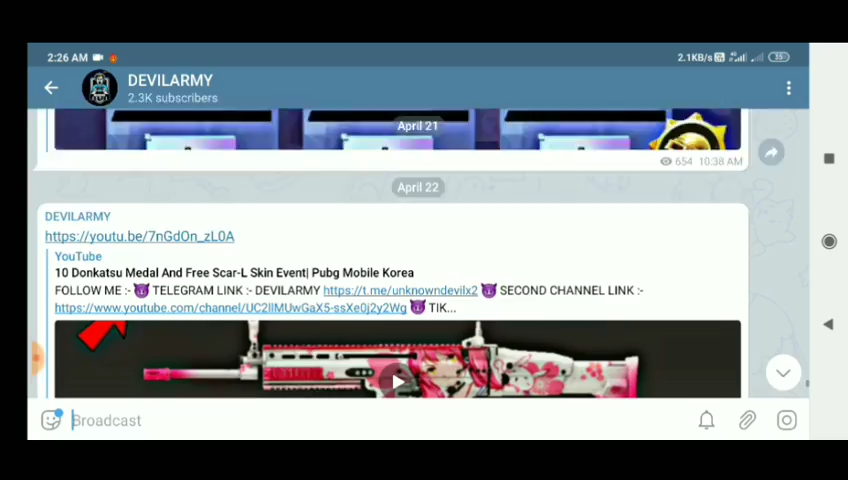 2:26 AM
2.1KB/s
35
DEVILARMY
2.3K subscribers
April 21
654 10:38 AM
April 22
DEVILARMY
https://youtu.be/7nGdOn_zL0A
YouTube
10 Donkatsu Medal And Free Scar-L Skin Event| Pubg Mobile Korea
FOLLOW ME :- 😈 TELEGRAM LINK :- DEVILARMY https://t.me/unknowndevilx2 😈 SECOND CHANNEL LINK :-
https://www.youtube.com/channel/UC2IlMUwGaX5-ssXe0j2y2Wg 😈 TIK...
Broadcast